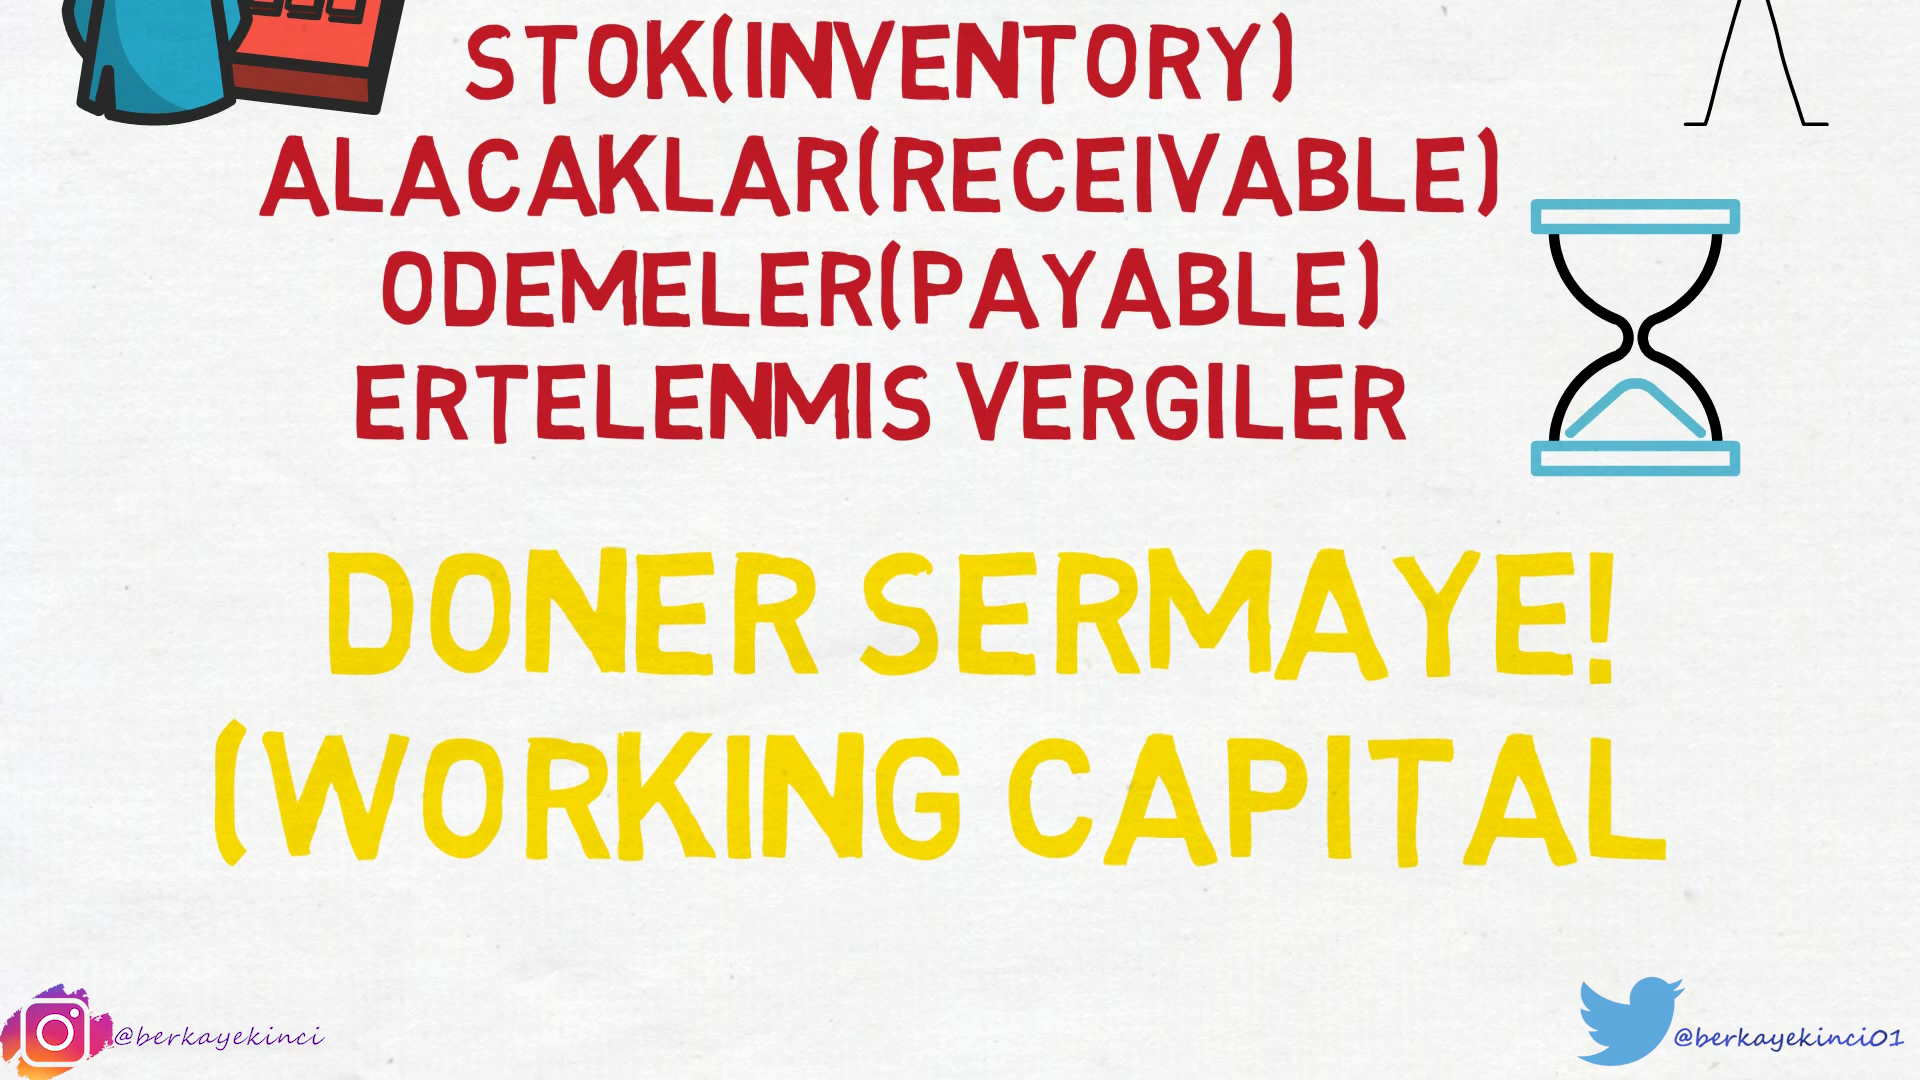 STOK(INVENTORY)
ALACAKLAR(RECEIVABLE)
ODEMELER(PAYABLE)
ERTELENMIS VERGILER
DONER SERMAYE!
(WORKING CAPITAL
@berkayekinci
@berkayekinci01